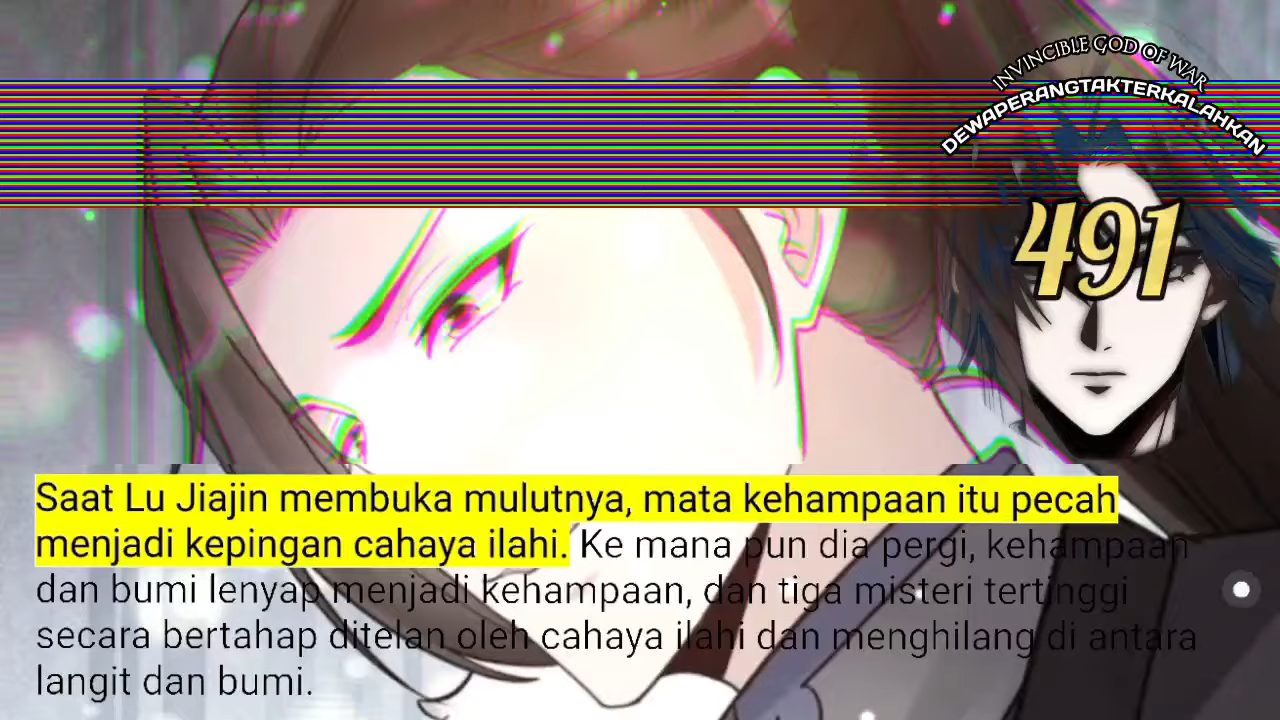 INVINCIBLE GOD OF WAR
DEWAPERANGTAKTERKALAHKAN
491
Saat Lu Jiajin membuka mulutnya, mata kehampaan itu pecah
menjadi kepingan cahaya ilahi. Ke mana pun dia pergi, kehampaan
dan bumi lenyap menjadi kehampaan, dan tiga misteri tertinggi
secara bertahap ditelan oleh cahaya ilahi dan menghilang di antara
langit dan bumi.